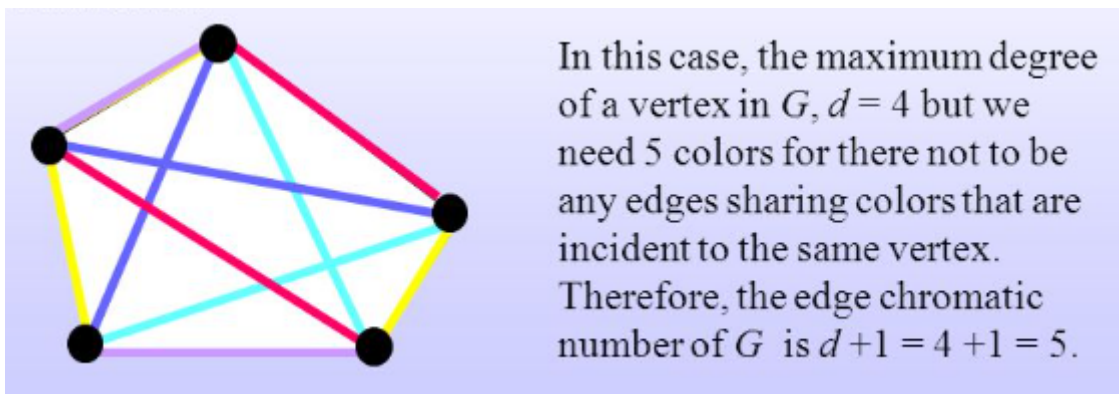 In this case, the maximum degree
of a vertex in G, d = 4 but we
need 5 colors for there not to be
any edges sharing colors that are
incident to the same vertex.
Therefore, the edge chromatic
number of G is d +1 = 4 +1 = 5.